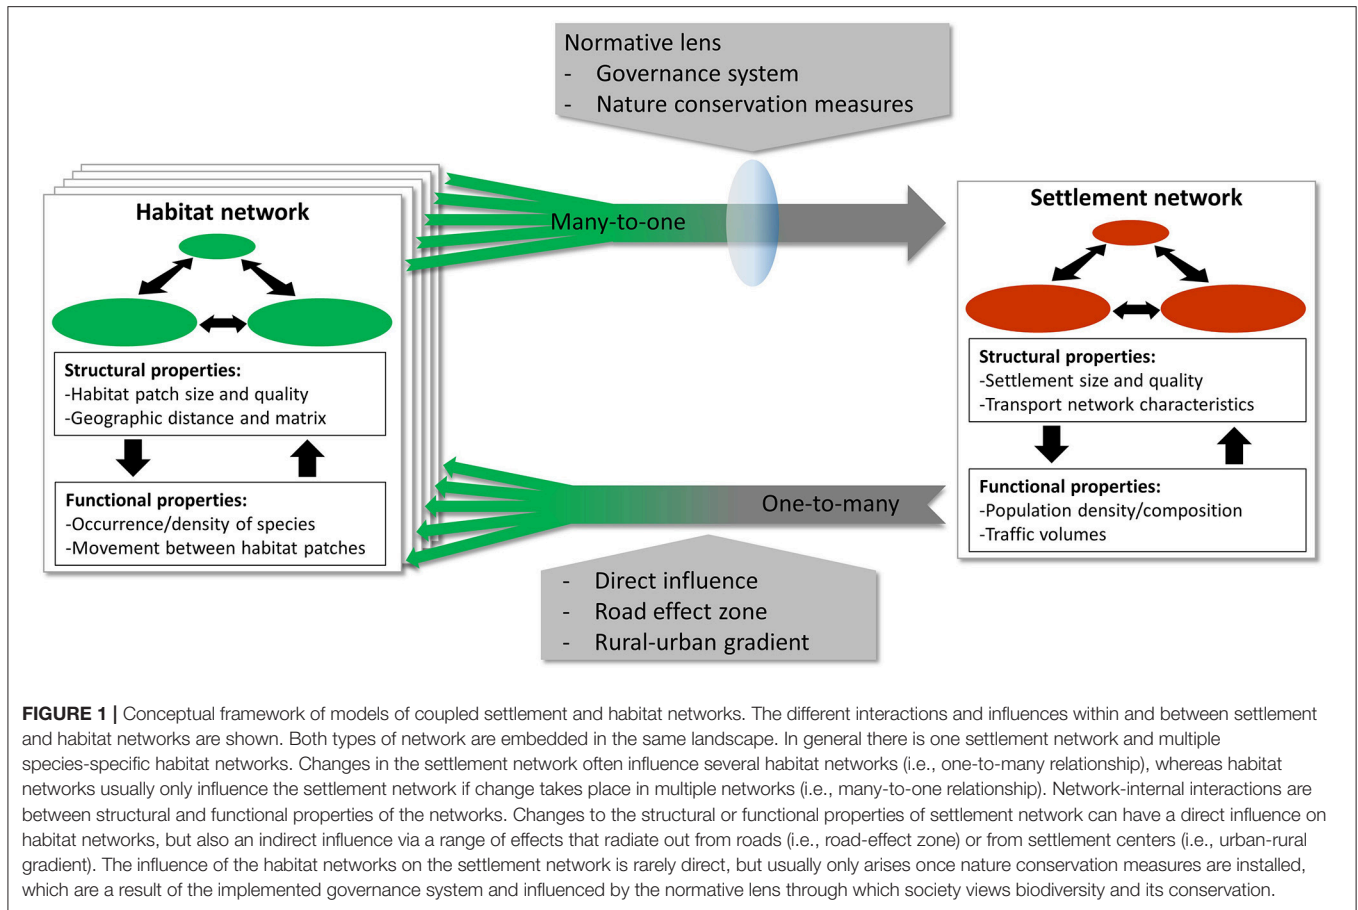 Normative lens
- Governance system
- Nature conservation measures
Habitat network
Many-to-one
Settlement network
Structural properties:
-Habitat patch size and quality
-Geographic distance and matrix
Structural properties:
-Settlement size and quality
-Transport network characteristics
Functional properties:
-Occurrence/density of species
-Movement between habitat patches
One-to-many
Functional properties:
-Population density/composition
-Traffic volumes
- Direct influence
- Road effect zone
- Rural-urban gradient
FIGURE 1 | Conceptual framework of models of coupled settlement and habitat networks. The different interactions and influences within and between settlement
and habitat networks are shown. Both types of network are embedded in the same landscape. In general there is one settlement network and multiple
species-specific habitat networks. Changes in the settlement network often influence several habitat networks (i.e., one-to-many relationship), whereas habitat
networks usually only influence the settlement network if change takes place in multiple networks (i.e., many-to-one relationship). Network-internal interactions are
between structural and functional properties of the networks. Changes to the structural or functional properties of settlement network can have a direct influence on
habitat networks, but also an indirect influence via a range of effects that radiate out from roads (i.e., road-effect zone) or from settlement centers (i.e., urban-rural
gradient). The influence of the habitat networks on the settlement network is rarely direct, but usually only arises once nature conservation measures are installed,
which are a result of the implemented governance system and influenced by the normative lens through which society views biodiversity and its conservation.